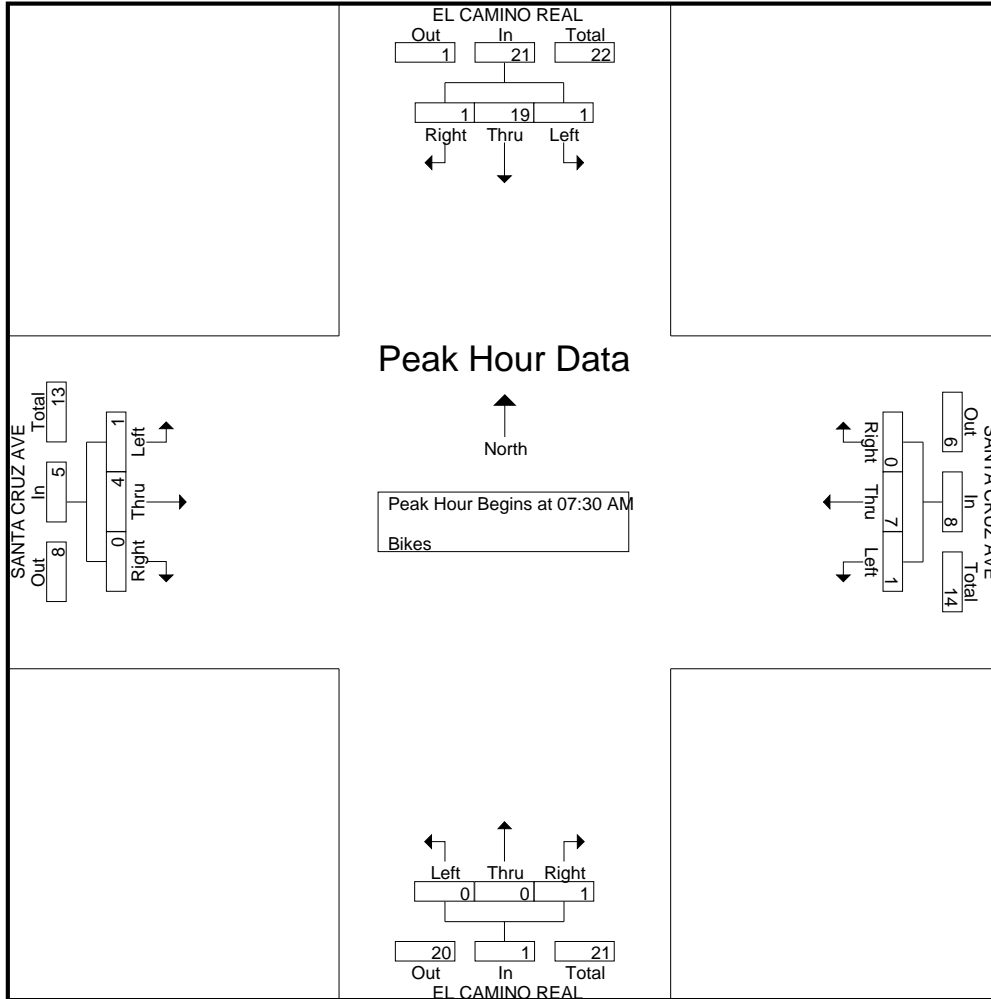 EL CAMINO REAL
Out In Total
1 21 22
1 19 1
Right Thru Left
Peak Hour Data
North
Peak Hour Begins at 07:30 AM
Bikes
SANTA CRUZ AVE
Out In Total
8 5 13
Right Thru Left
0 4 1
SANTA CRUZ AVE
Out In Total
6 8 14
Right Thru Left
0 7 1
Left Thru Right
0 0 1
20 1 21
Out In Total
EL CAMINO REAL